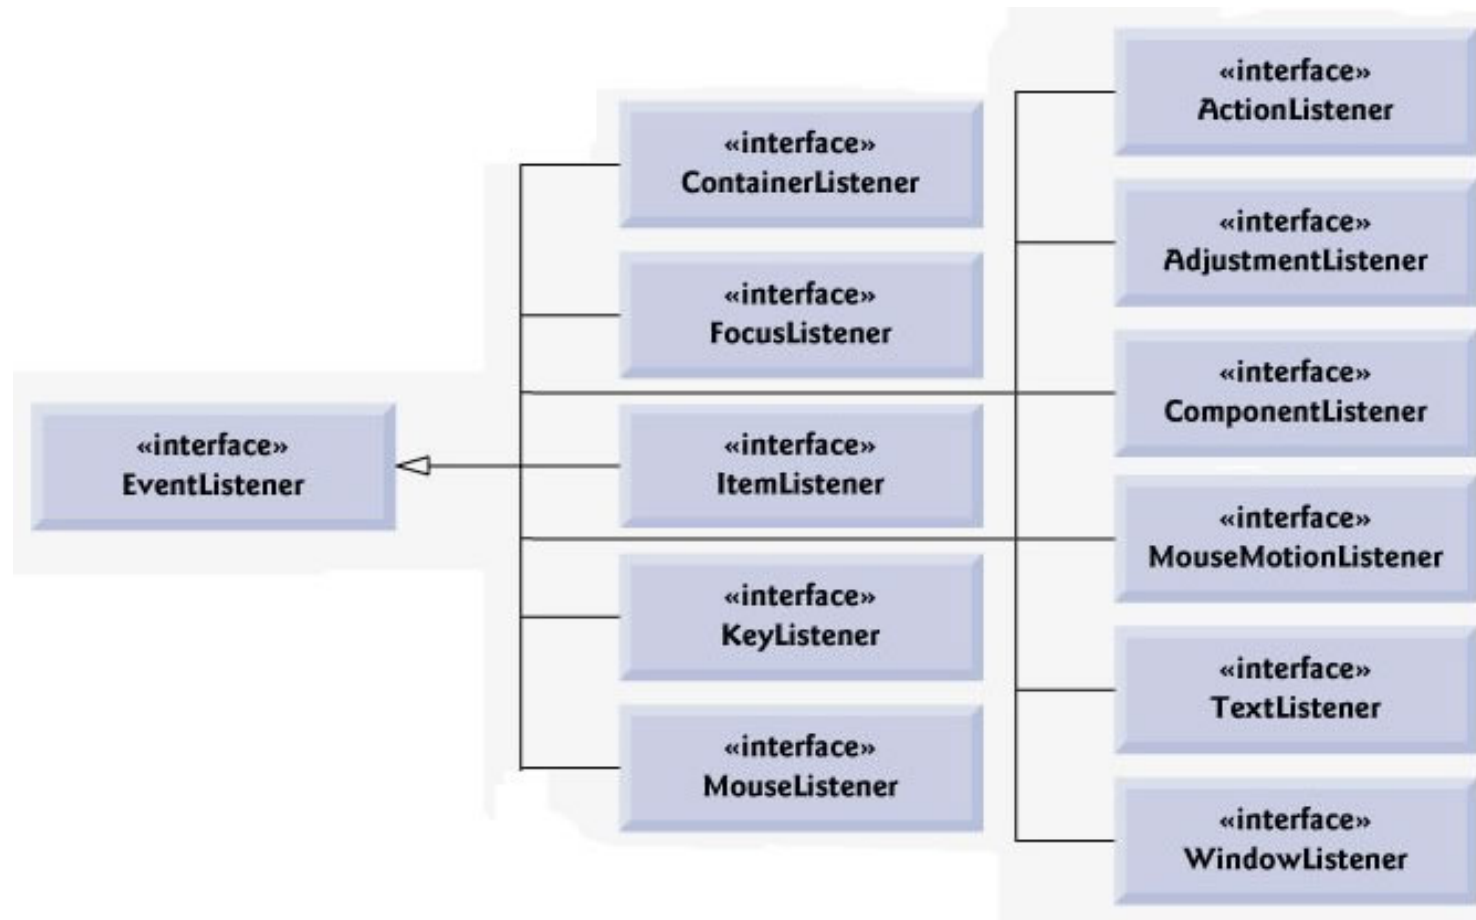 «interface»
EventListener
«interface»
ContainerListener
«interface»
FocusListener
«interface»
ItemListener
«interface»
KeyListener
«interface»
MouseListener
«interface»
ActionListener
«interface»
AdjustmentListener
«interface»
ComponentListener
«interface»
MouseMotionListener
«interface»
TextListener
«interface»
WindowListener